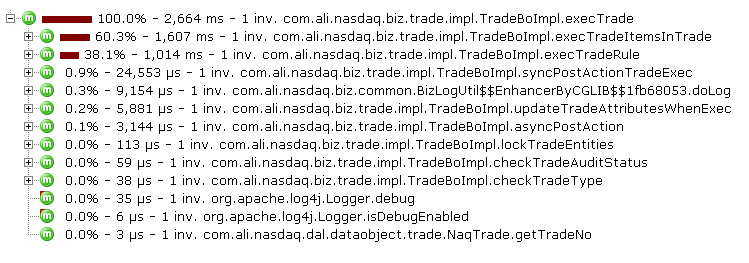 100.0% - 2,664 ms - 1 inv. com.ali.nasdaq.biz.trade.impl.TradeBoImpl.execTrade
60.3% - 1,607 ms - 1 inv. com.ali.nasdaq.biz.trade.impl.TradeBoImpl.execTradeItemsInTrade
38.1% - 1,014 ms - 1 inv. com.ali.nasdaq.biz.trade.impl.TradeBoImpl.execTradeRule
0.9% - 24,553 µs - 1 inv. com.ali.nasdaq.biz.trade.impl.TradeBoImpl.syncPostActionTradeExec
0.3% - 9,154 µs - 1 inv. com.ali.nasdaq.biz.common.BizLogUtil$$EnhancerByCGLIB$$1fb68053.doLog
0.2% - 5,881 µs - 1 inv. com.ali.nasdaq.biz.trade.impl.TradeBoImpl.updateTradeAttributesWhenExec
0.1% - 3,144 µs - 1 inv. com.ali.nasdaq.biz.trade.impl.TradeBoImpl.asyncPostAction
0.0% - 113 µs - 1 inv. com.ali.nasdaq.biz.trade.impl.TradeBoImpl.lockTradeEntities
0.0% - 59 µs - 1 inv. com.ali.nasdaq.biz.trade.impl.TradeBoImpl.checkTradeAuditStatus
0.0% - 38 µs - 1 inv. com.ali.nasdaq.biz.trade.impl.TradeBoImpl.checkTradeType
0.0% - 35 µs - 1 inv. org.apache.log4j.Logger.debug
0.0% - 6 µs - 1 inv. org.apache.log4j.Logger.isDebugEnabled
0.0% - 3 µs - 1 inv. com.ali.nasdaq.dal.dataobject.trade.NaqTrade.getTradeNo